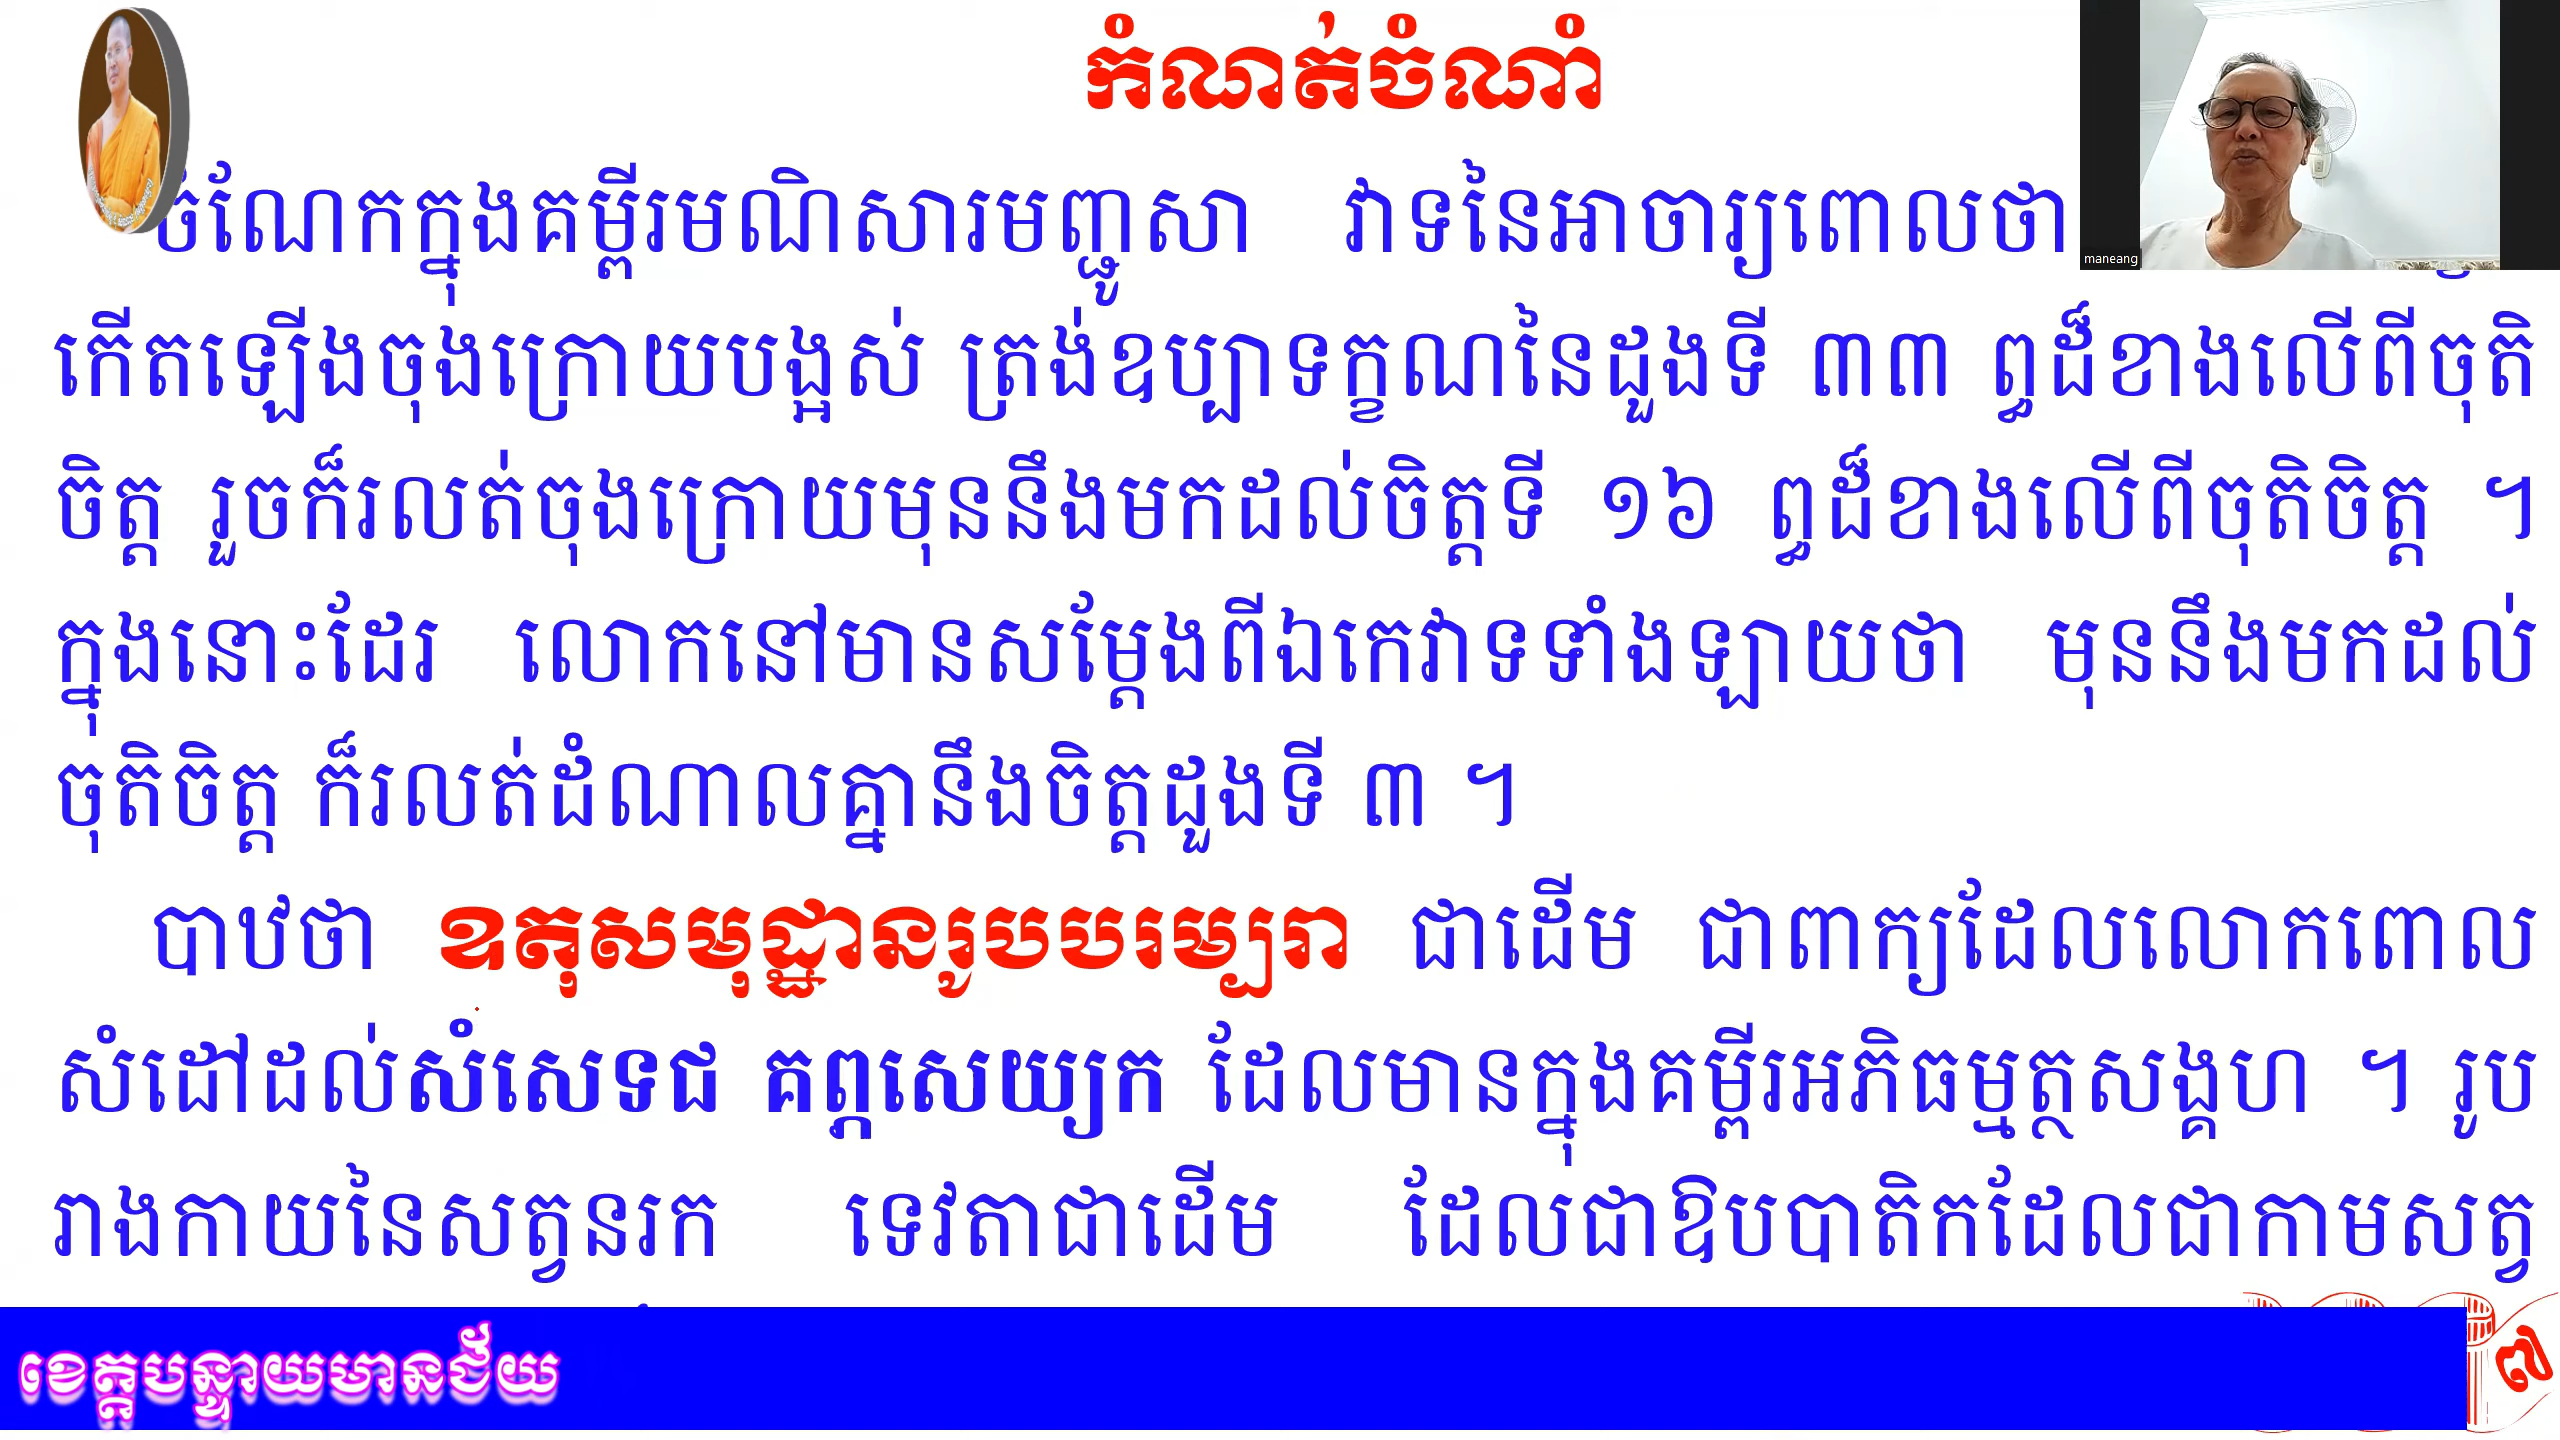 កំណត់ចំណាំ
ចំណែកក្នុងគម្ពីរមណិសារមញ្ជូសា វាទនៃអាចារ្យពោលថា
maneang
កើតឡើងចុងក្រោយបង្អស់ ត្រង់ឧប្បាទក្ខណនៃដួងទី ៣៣ ឰដ៏ខាងលើពីចុតិ
ចិត្ត រួចក៏រលត់ចុងក្រោយមុននឹងមកដល់ចិត្តទី ១៦ ឰដ៏ខាងលើពីចុតិចិត្ត ។
ក្នុងនោះដែរ លោកនៅមានសម្ដែងពីឯកេវាទទាំងឡាយថា មុននឹងមកដល់
ចុតិចិត្ត ក៏រលត់ដំណាលគ្នានឹងចិត្តដួងទី ៣ ។
បាឋថា ឧតុសមុដ្ឋានរូបបរម្បរា ជាដើម ជាពាក្យដែលលោកពោល
សំដៅដល់សំសេទជ គព្ភសេយ្យក ដែលមានក្នុងគម្ពីរអភិធម្មត្ថសង្គហ ។ រូប
រាងកាយនៃសត្វនរក ទេវតាជាដើម ដែលជាឱបបាតិកដែលជាកាមសត្វ
ខេត្តបន្ទាយមានជ័យ
៧